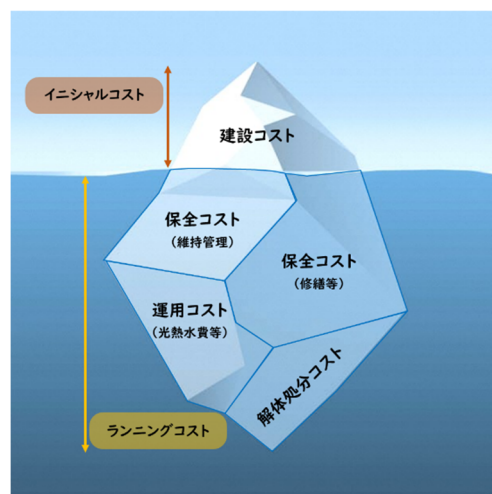 イニシャルコスト
建設コスト
保全コスト
（維持管理）
保全コスト
（修繕等）
運用コスト
（光熱水費等）
解体処分コスト
ランニングコスト